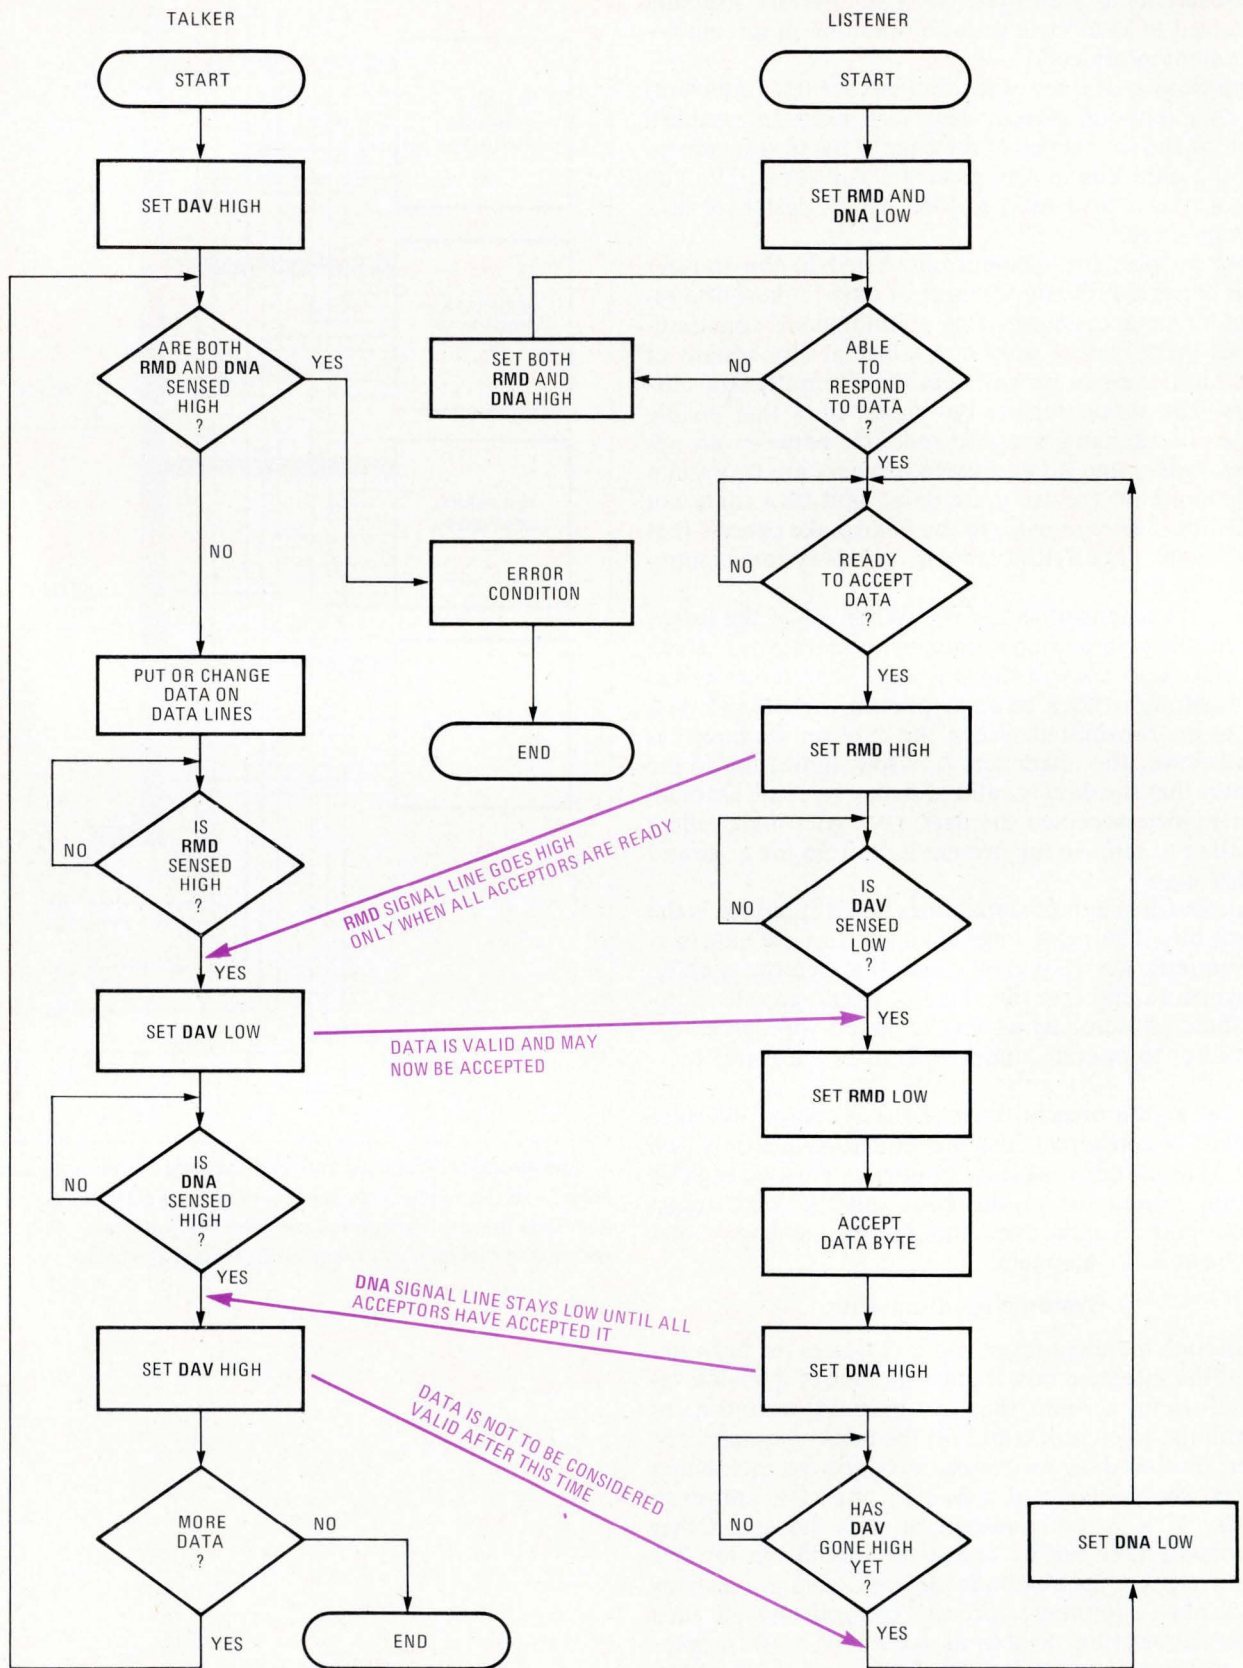 TALKER
START
SET DAV HIGH
ARE BOTH
RMD AND DNA
SENSED
HIGH
?
YES
NO
ERROR
CONDITION
END
PUT OR CHANGE
DATA ON
DATA LINES
IS
RMD
SENSED
HIGH
?
NO
YES
SET DAV LOW
IS
DNA
SENSED
HIGH
?
NO
YES
SET DAV HIGH
MORE
DATA
?
NO
YES
END
RMD SIGNAL LINE GOES HIGH
ONLY WHEN ALL ACCEPTORS ARE READY
DATA IS VALID AND MAY
NOW BE ACCEPTED
DNA SIGNAL LINE STAYS LOW UNTIL ALL
ACCEPTORS HAVE ACCEPTED IT
DATA IS NOT TO BE CONSIDERED
VALID AFTER THIS TIME
LISTENER
START
SET RMD AND
DNA LOW
ABLE
TO
RESPOND
TO DATA
?
NO
SET BOTH
RMD AND
DNA HIGH
YES
READY
TO ACCEPT
DATA
?
NO
YES
SET RMD HIGH
IS
DAV
SENSED
LOW
?
NO
YES
SET RMD LOW
ACCEPT
DATA BYTE
SET DNA HIGH
HAS
DAV
GONE HIGH
YET
?
NO
YES
SET DNA LOW